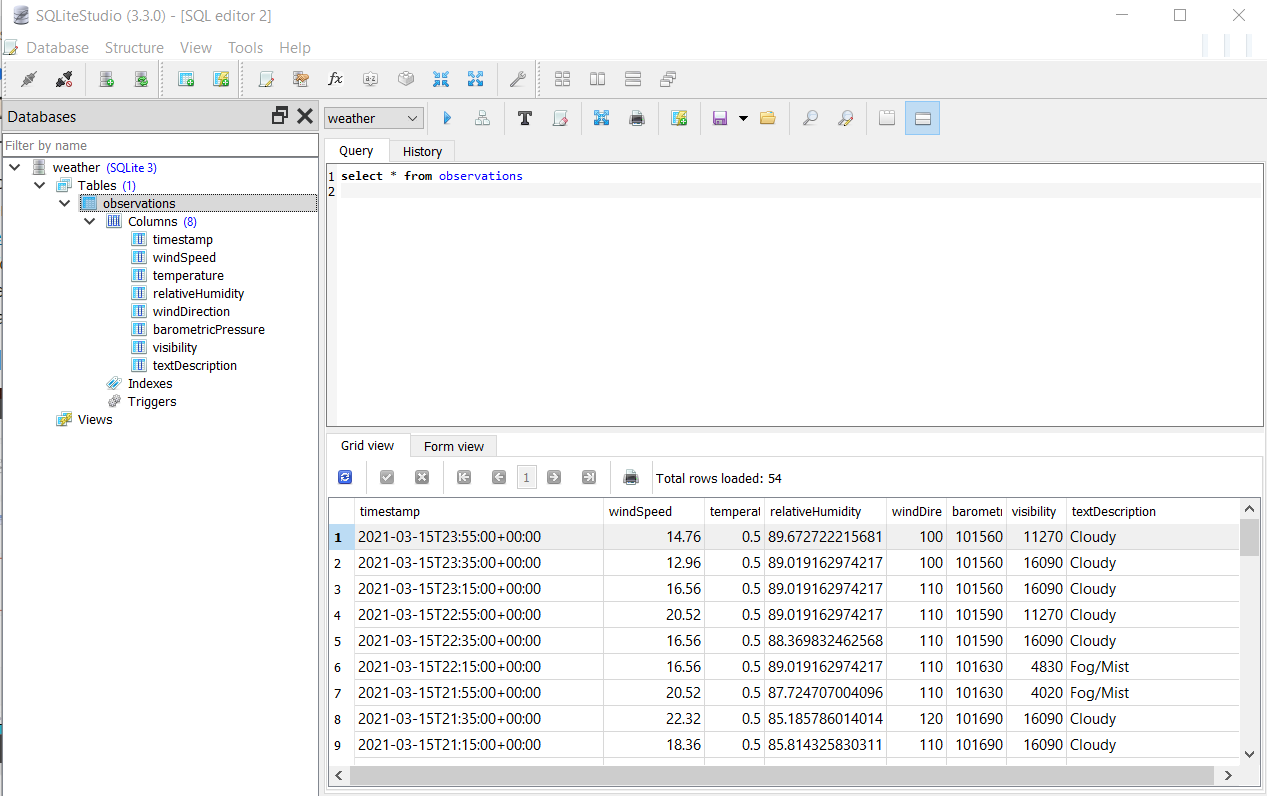 SQLiteStudio (3.3.0) - [SQL editor 2]
Database Structure View Tools Help
Databases
Filter by name
weather (SQLite 3)
Tables (1)
observations
Columns (8)
timestamp
windSpeed
temperature
relativeHumidity
windDirection
barometricPressure
visibility
textDescription
Indexes
Triggers
Views
weather
Query History
1 select * from observations
2
Grid view Form view
1 Total rows loaded: 54
timestamp windSpeed temperat relativeHumidity windDire barometi visibility textDescription
1 2021-03-15T23:55:00+00:00 14.76 0.5 89.672722215681 100 101560 11270 Cloudy
2 2021-03-15T23:35:00+00:00 12.96 0.5 89.019162974217 100 101560 16090 Cloudy
3 2021-03-15T23:15:00+00:00 16.56 0.5 89.019162974217 110 101560 16090 Cloudy
4 2021-03-15T22:55:00+00:00 20.52 0.5 89.019162974217 110 101590 11270 Cloudy
5 2021-03-15T22:35:00+00:00 16.56 0.5 88.369832462568 110 101590 16090 Cloudy
6 2021-03-15T22:15:00+00:00 16.56 0.5 89.019162974217 110 101630 4830 Fog/Mist
7 2021-03-15T21:55:00+00:00 20.52 0.5 87.724707004096 110 101630 4020 Fog/Mist
8 2021-03-15T21:35:00+00:00 22.32 0.5 85.185786014014 120 101690 16090 Cloudy
9 2021-03-15T21:15:00+00:00 18.36 0.5 85.814325830311 110 101690 16090 Cloudy